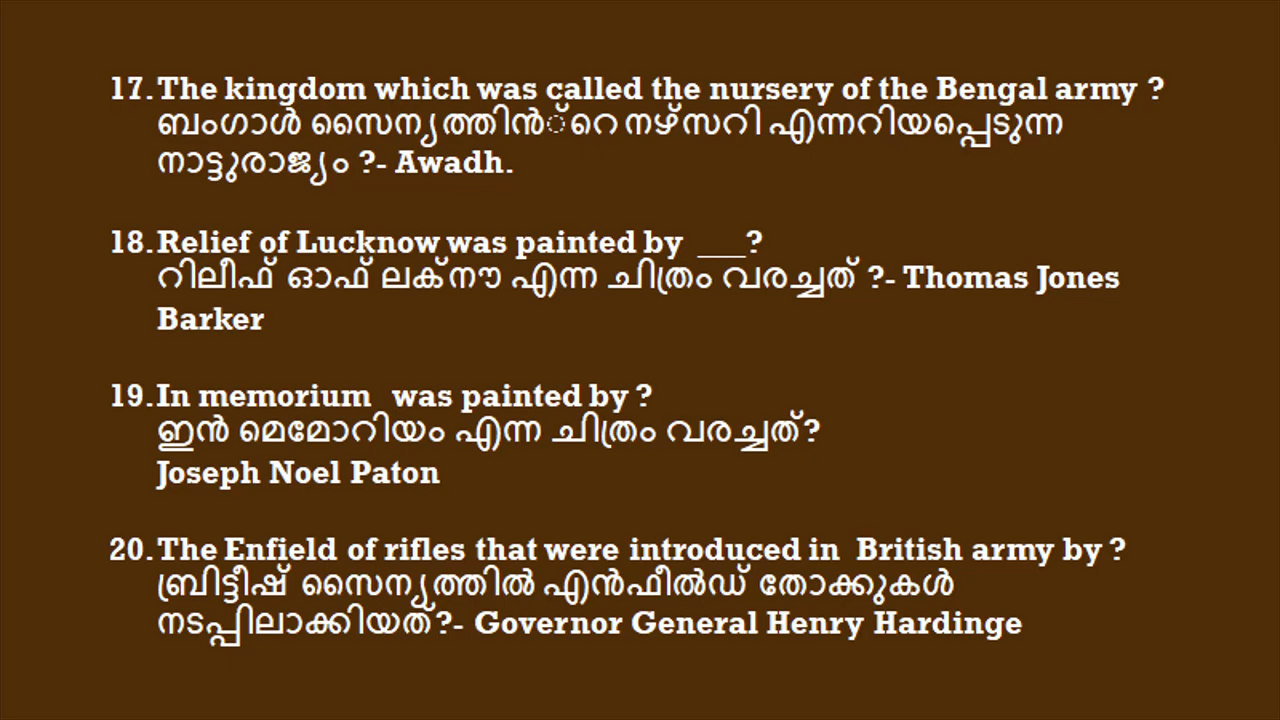 17. The kingdom which was called the nursery of the Bengal army ?
ബംഗാൾ സൈന്യത്തിൻ്റെ നഴ്സറി എന്നറിയപ്പെടുന്ന
നാട്ടുരാജ്യം ?- Awadh.
18. Relief of Lucknow was painted by ___?
റിലീഫ് ഓഫ് ലക്നൗ എന്ന ചിത്രം വരച്ചത് ?- Thomas Jones
Barker
19. In memorium was painted by ?
ഇൻ മെമോറിയം എന്ന ചിത്രം വരച്ചത്?
Joseph Noel Paton
20. The Enfield of rifles that were introduced in British army by ?
ബ്രിട്ടീഷ് സൈന്യത്തിൽ എൻഫീൽഡ് തോക്കുകൾ
നടപ്പിലാക്കിയത്?- Governor General Henry Hardinge